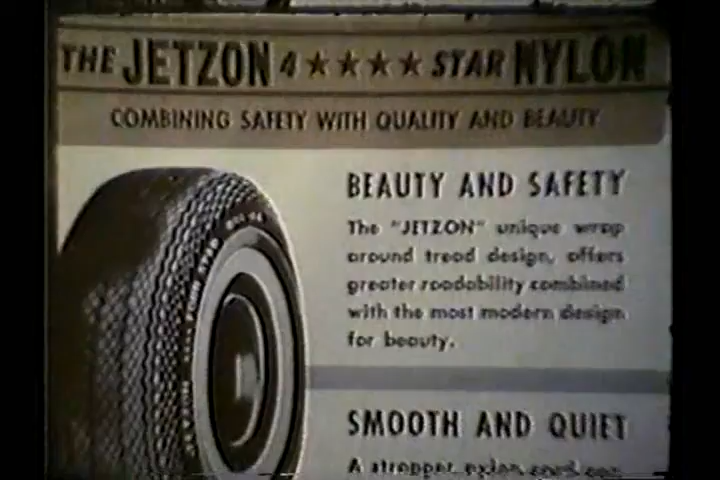 THE JETZON 4 ★★★★ STAR NYLON
COMBINING SAFETY WITH QUALITY AND BEAUTY
BEAUTY AND SAFETY
The "JETZON" unique wrap
around tread design, offers
greater roadability combined
with the most modern design
for beauty.
SMOOTH AND QUIET
JETZON